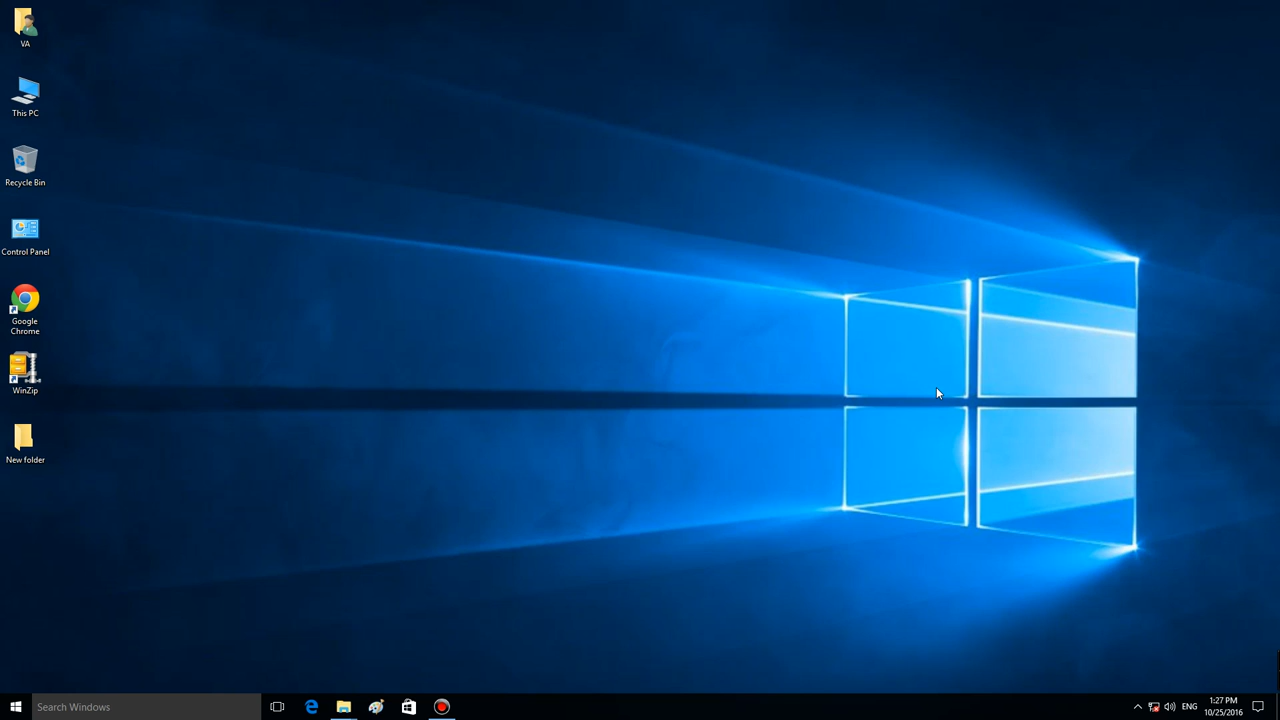 VA
This PC
Recycle Bin
Control Panel
Google
Chrome
WinZip
New folder
Search Windows
ENG
1:27 PM
10/25/2016